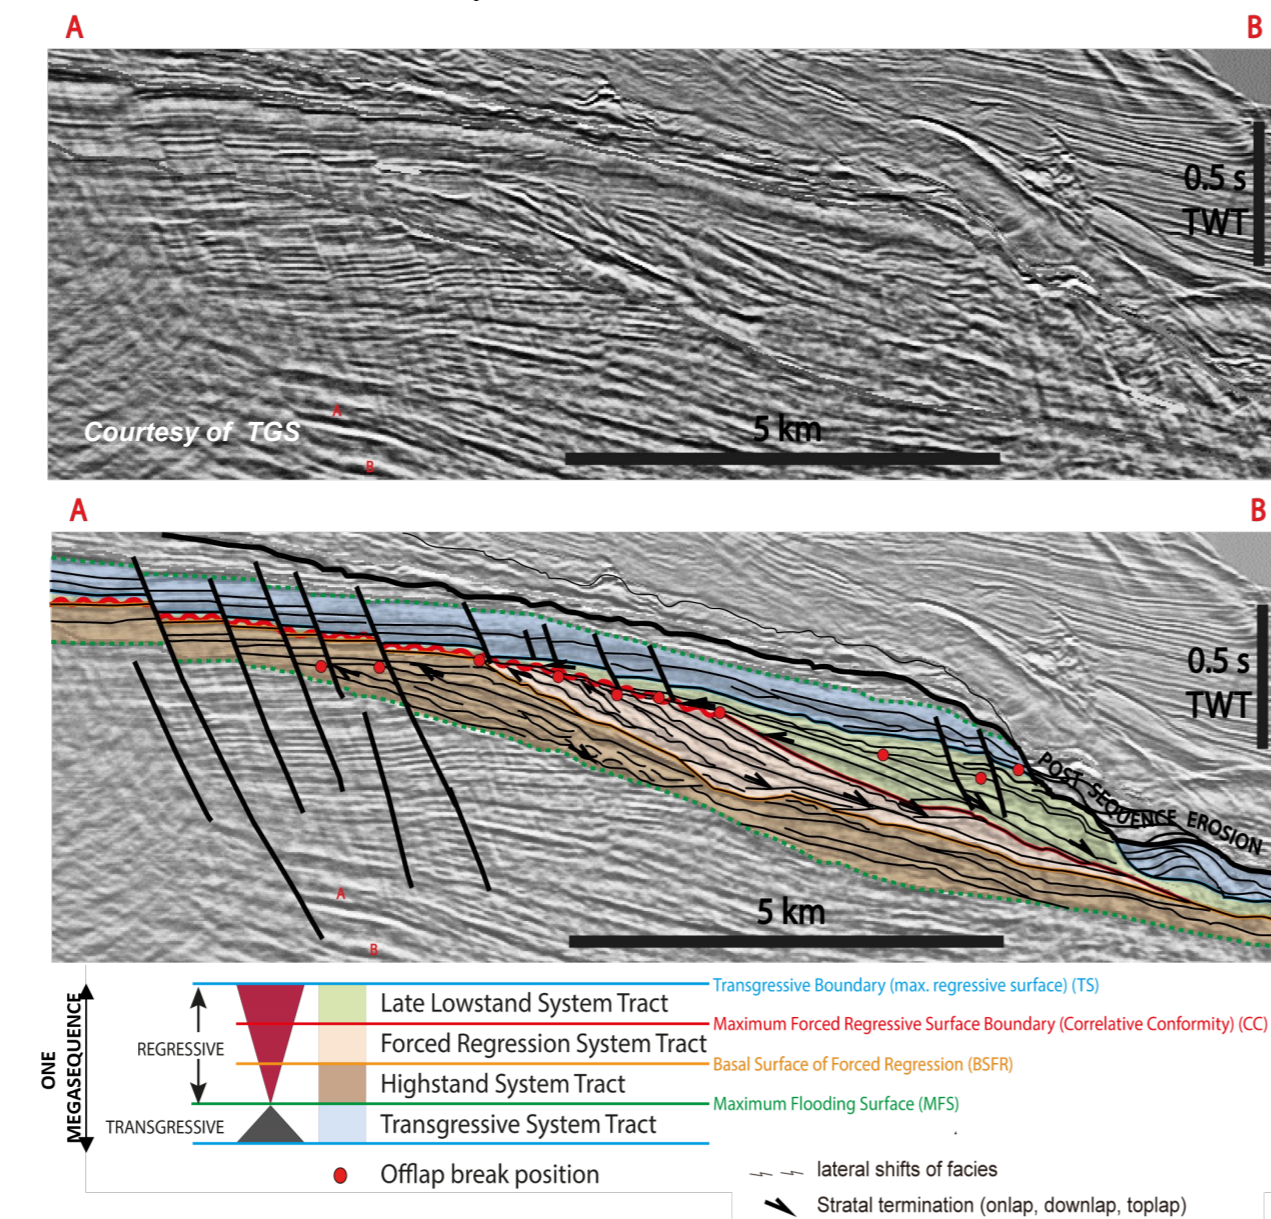 A B
0.5 s
TWT
A
Courtesy of TGS
5 km
B
A B
0.5 s
TWT
POST SEQUENCE EROSION
A
5 km
B
Transgressive Boundary (max. regressive surface) (TS)
Late Lowstand System Tract
Maximum Forced Regressive Surface Boundary (Correlative Conformity) (CC)
REGRESSIVE
Forced Regression System Tract
Basal Surface of Forced Regression (BSFR)
ONE
MEGASEQUENCE
Highstand System Tract
Maximum Flooding Surface (MFS)
TRANSGRESSIVE
Transgressive System Tract
Offlap break position
lateral shifts of facies
Stratal termination (onlap, downlap, toplap)